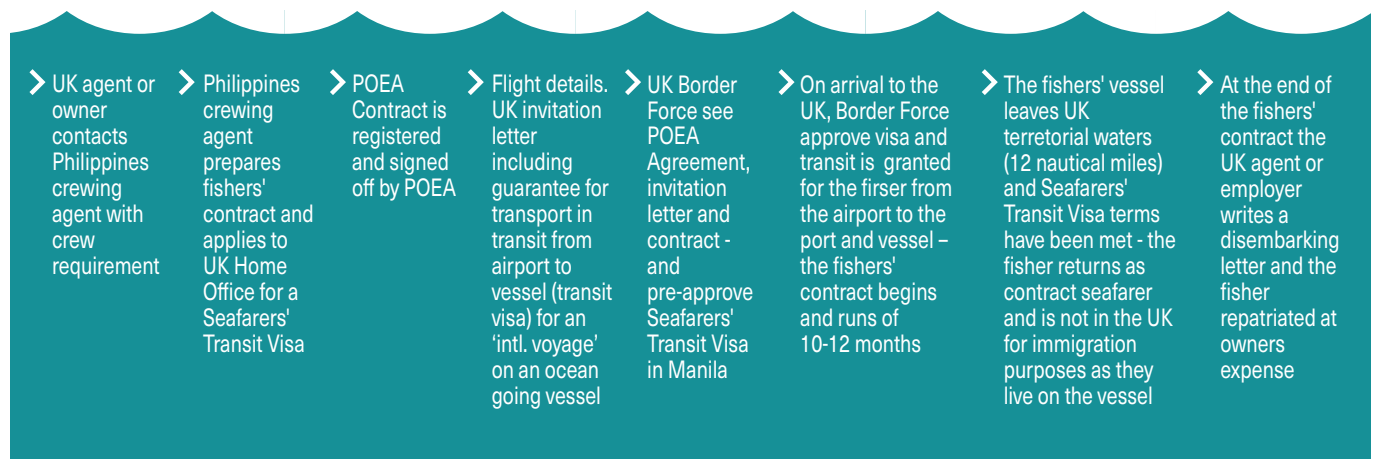 UK agent or
owner
contacts
Philippines
crewing
agent with
crew
requirement
Philippines
crewing
agent
prepares
fishers'
contract and
applies to
UK Home
Office for a
Seafarers'
Transit Visa
POEA
Contract is
registered
and signed
off by POEA
Flight details.
UK invitation
letter
including
guarantee for
transport in
transit from
airport to
vessel (transit
visa) for an
‘intl. voyage’
on an ocean
going vessel
UK Border
Force see
POEA
Agreement,
invitation
letter and
contract -
and
pre-approve
Seafarers'
Transit Visa
in Manila
On arrival to the
UK, Border Force
approve visa and
transit is granted
for the firser from
the airport to the
port and vessel –
the fishers'
contract begins
and runs of
10-12 months
The fishers' vessel
leaves UK
terretorial waters
(12 nautical miles)
and Seafarers'
Transit Visa terms
have been met - the
fisher returns as
contract seafarer
and is not in the UK
for immigration
purposes as they
live on the vessel
At the end of
the fishers'
contract the
UK agent or
employer
writes a
disembarking
letter and the
fisher
repatriated at
owners
expense